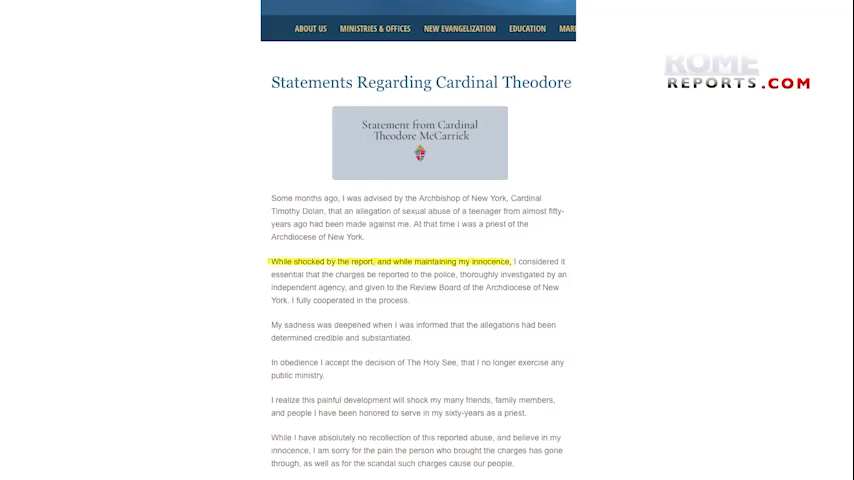 ABOUT US MINISTRIES & OFFICES NEW EVANGELIZATION EDUCATION MAR
ROME
REPORTS.COM
Statements Regarding Cardinal Theodore
Statement from Cardinal
Theodore McCarrick
Some months ago, I was advised by the Archbishop of New York, Cardinal
Timothy Dolan, that an allegation of sexual abuse of a teenager from almost fifty-
years ago had been made against me. At that time I was a priest of the
Archdiocese of New York.
While shocked by the report, and while maintaining my innocence, I considered it
essential that the charges be reported to the police, thoroughly investigated by an
independent agency, and given to the Review Board of the Archdiocese of New
York. I fully cooperated in the process.
My sadness was deepened when I was informed that the allegations had been
determined credible and substantiated.
In obedience I accept the decision of The Holy See, that I no longer exercise any
public ministry.
I realize this painful development will shock my many friends, family members,
and people I have been honored to serve in my sixty-years as a priest.
While I have absolutely no recollection of this reported abuse, and believe in my
innocence, I am sorry for the pain the person who brought the charges has gone
through, as well as for the scandal such charges cause our people.